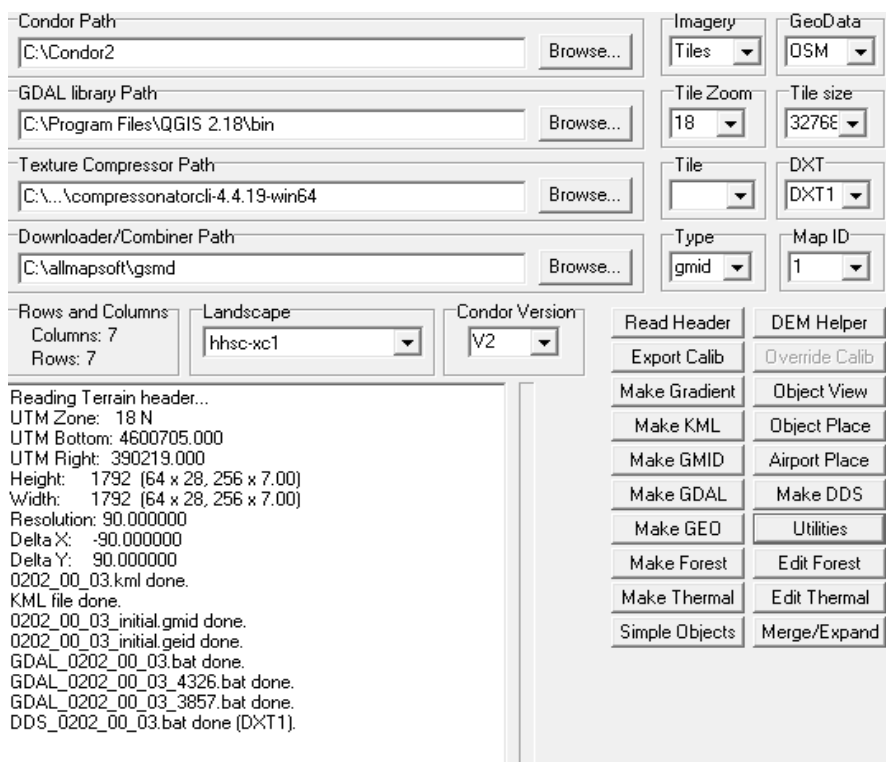 Condor Path
Imagery
GeoData
C:\Condor2
Browse...
Tiles
OSM
GDAL library Path
Tile Zoom
Tile size
C:\Program Files\QGIS 2.18\bin
Browse...
18
32768
Texture Compressor Path
Tile
DXT
C:\...\compressonatorcli-4.4.19-win64
Browse...
DXT1
Downloader/Combiner Path
Type
Map ID
C:\allmapsoft\gsmd
Browse...
gmid
1
Rows and Columns
Landscape
Condor Version
Columns: 7
Rows: 7
hhsc-xc1
V2
Read Header
DEM Helper
Export Calib
Override Calib
Make Gradient
Object View
Make KML
Object Place
Make GMID
Airport Place
Make GDAL
Make DDS
Make GEO
Utilities
Make Forest
Edit Forest
Make Thermal
Edit Thermal
Simple Objects
Merge/Expand
Reading Terrain header...
UTM Zone: 18 N
UTM Bottom: 4600705.000
UTM Right: 390219.000
Height: 1792 (64 x 28, 256 x 7.00)
Width: 1792 (64 x 28, 256 x 7.00)
Resolution: 90.000000
Delta X: -90.000000
Delta Y: 90.000000
0202_00_03.kml done.
KML file done.
0202_00_03_initial.gmid done.
0202_00_03_initial.geid done.
GDAL_0202_00_03.bat done.
GDAL_0202_00_03_4326.bat done.
GDAL_0202_00_03_3857.bat done.
DDS_0202_00_03.bat done (DXT1).